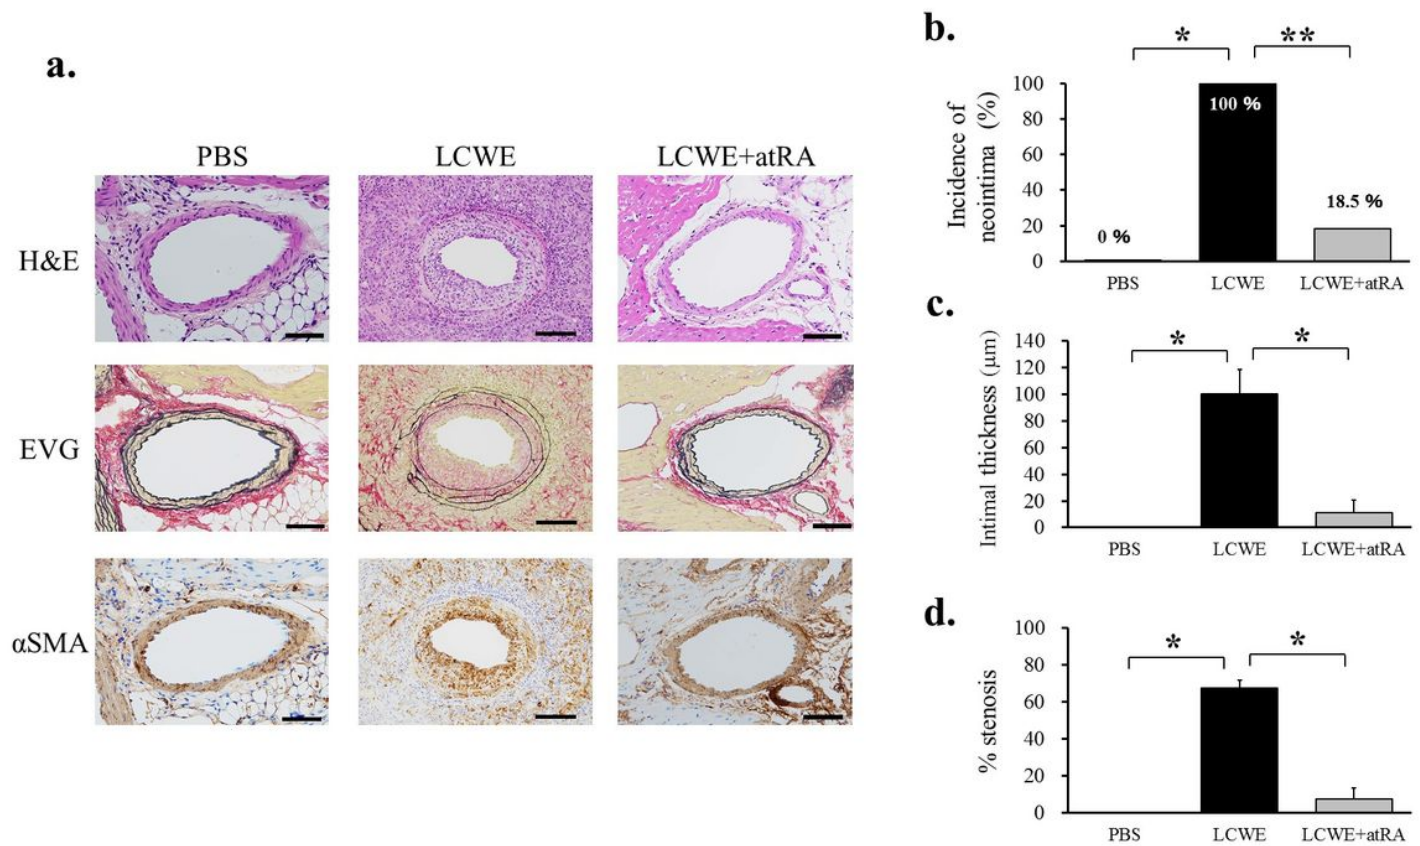 a.
PBS LCWE LCWE+atRA
H&E
EVG
αSMA
b.
* **
Incidence of
neointima (%)
100
80
60
40
20
0
0 %
100 %
18.5 %
PBS LCWE LCWE+atRA
c.
* *
Intimal thickness (μm)
140
120
100
80
60
40
20
0
PBS LCWE LCWE+atRA
d.
* *
% stenosis
100
80
60
40
20
0
PBS LCWE LCWE+atRA